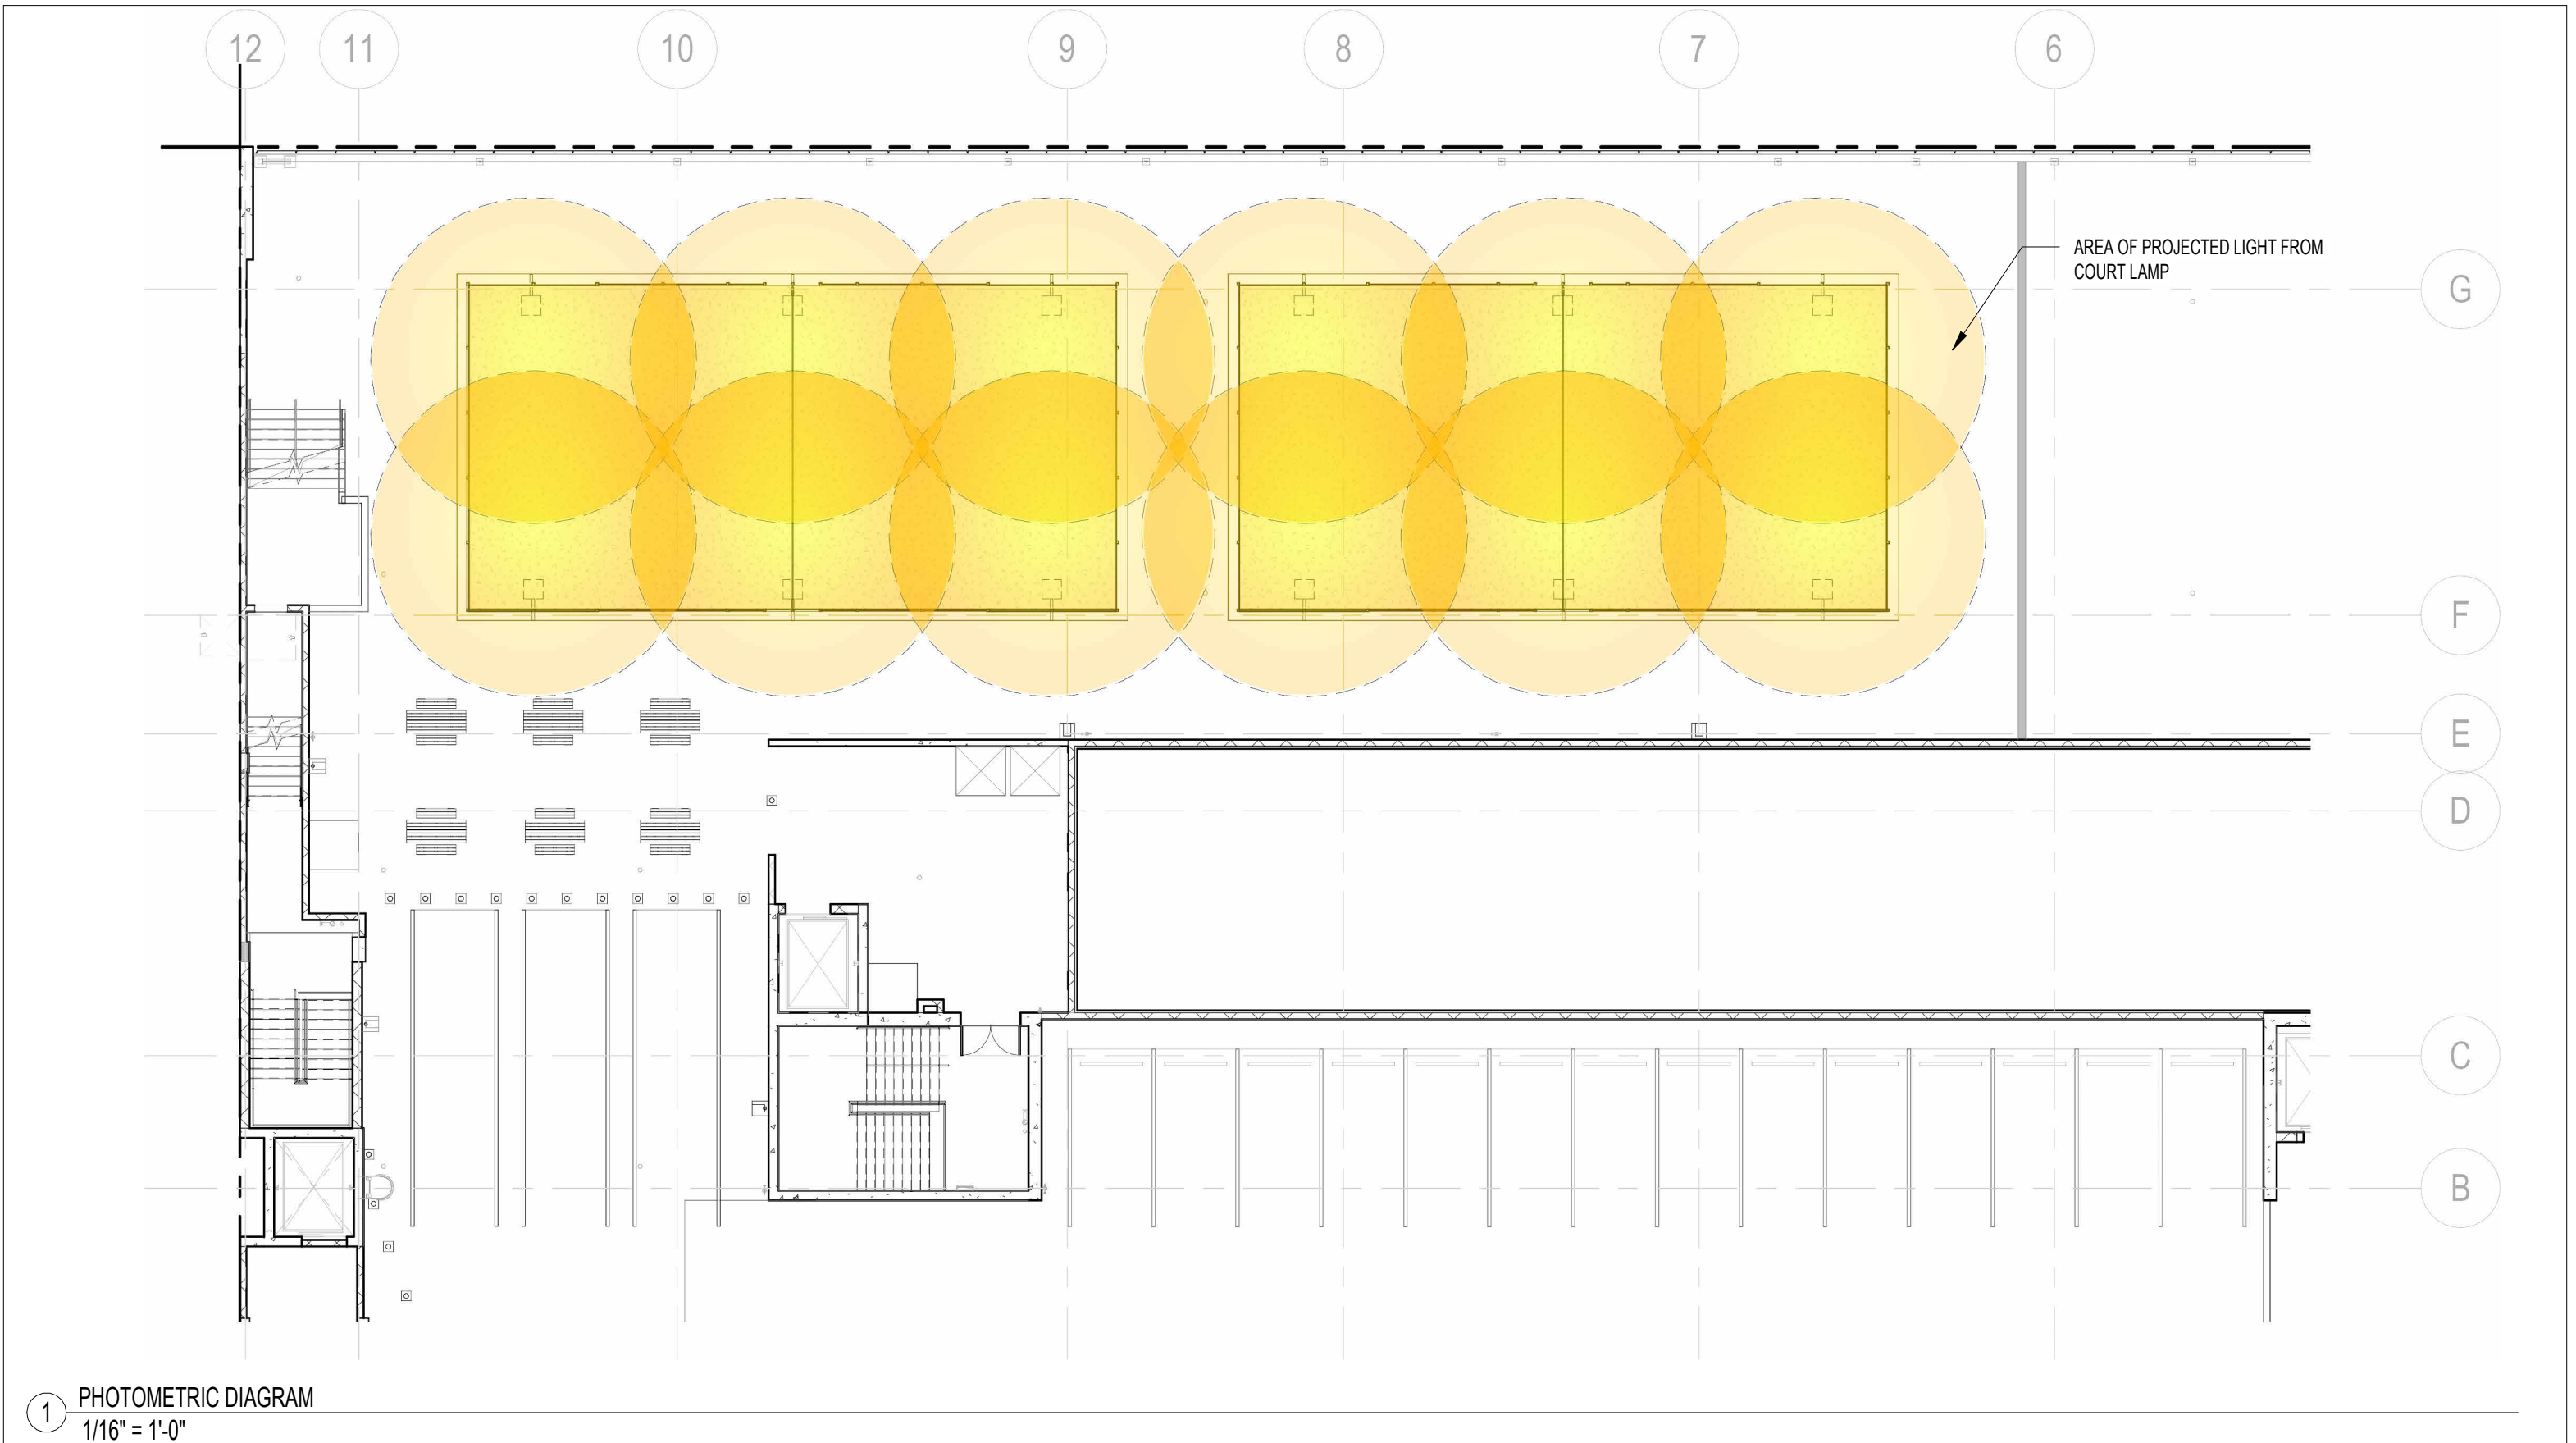 12
11
10
9
8
7
6
AREA OF PROJECTED LIGHT FROM
COURT LAMP
G
F
E
D
C
B
1
PHOTOMETRIC DIAGRAM
1/16" = 1'-0"